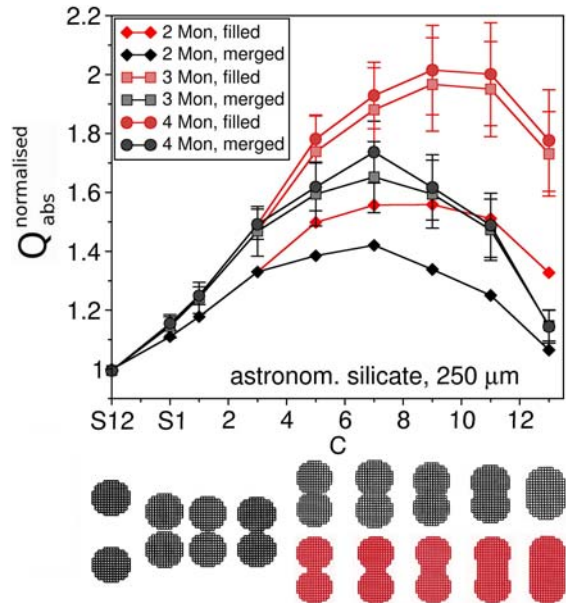 2.2
2 Mon, filled
2 Mon, merged
3 Mon, filled
3 Mon, merged
4 Mon, filled
4 Mon, merged
2
1.8
1.6
1.4
1.2
1
Q abs normalised
astronom. silicate, 250 μm
S12 S1 2 4 6 8 10 12
C